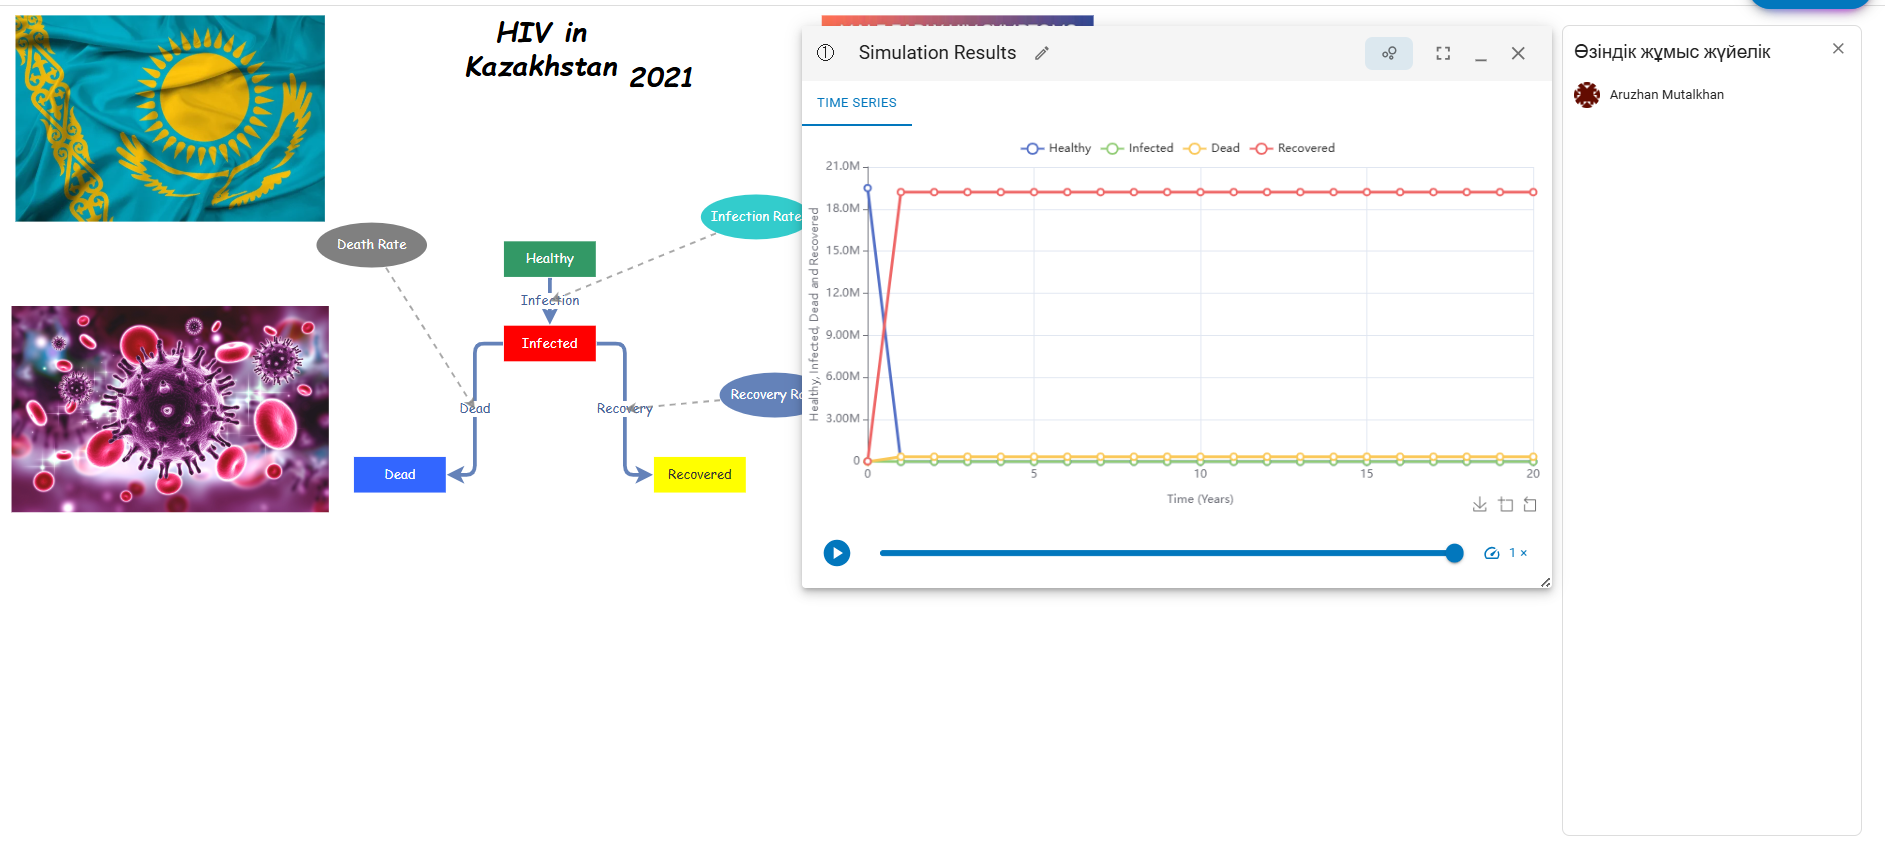 HIV in
Kazakhstan 2021
Death Rate
Infection Rate
Healthy
Infection
Infected
Dead
Recovery
Recovery
Dead
Recovered
1
Simulation Results
TIME SERIES
Healthy
Infected
Dead
Recovered
Healthy, Infected, Dead and Recovered
21.0M
18.0M
15.0M
12.0M
9.00M
6.00M
3.00M
0
0 5 10 15 20
Time (Years)
1 ×
Өзіндік жұмыс жүйелік
Aruzhan Mutalkhan